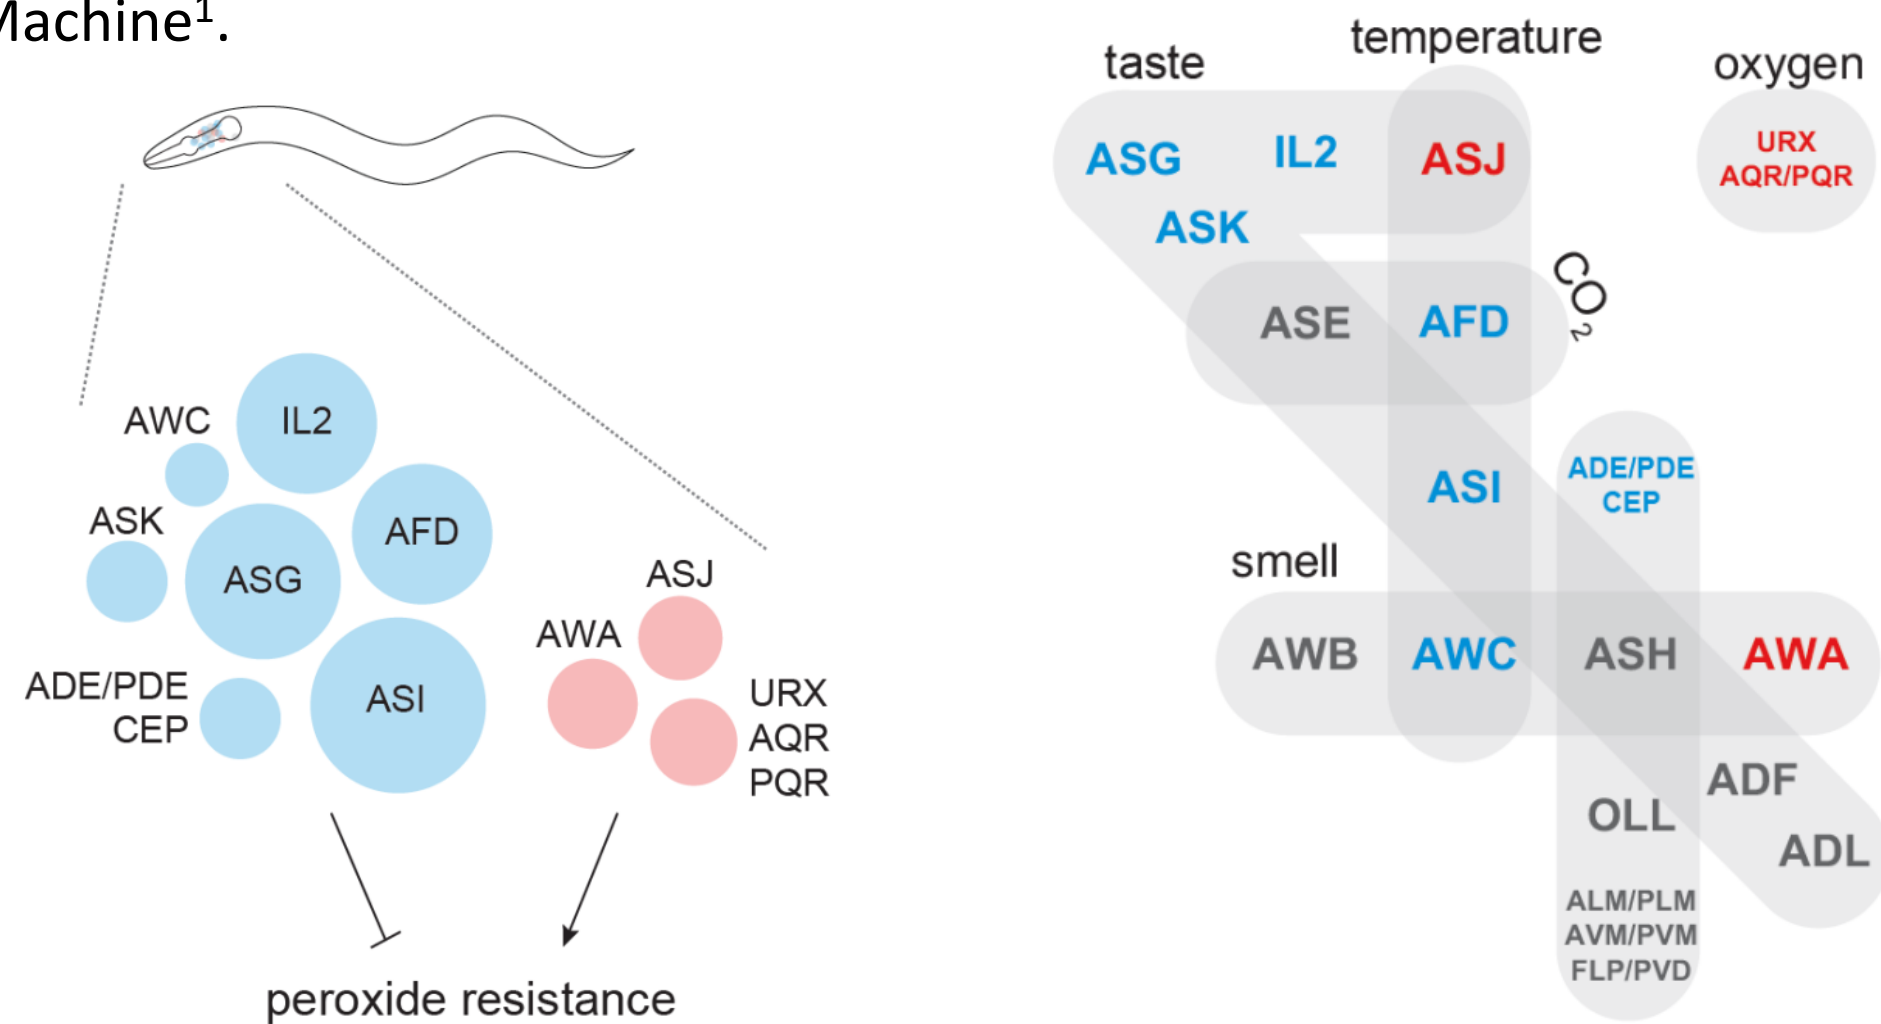 Machine¹.
AWC
IL2
ASK
AFD
ASG
ADE/PDE
CEP
ASI
ASJ
AWA
URX
AQR
PQR
peroxide resistance
taste
temperature
oxygen
ASG
IL2
ASJ
URX
AQR/PQR
ASK
CO₂
ASE
AFD
ASI
ADE/PDE
CEP
smell
AWB
AWC
ASH
AWA
ADF
OLL
ADL
ALM/PLM
AVM/PVM
FLP/PVD